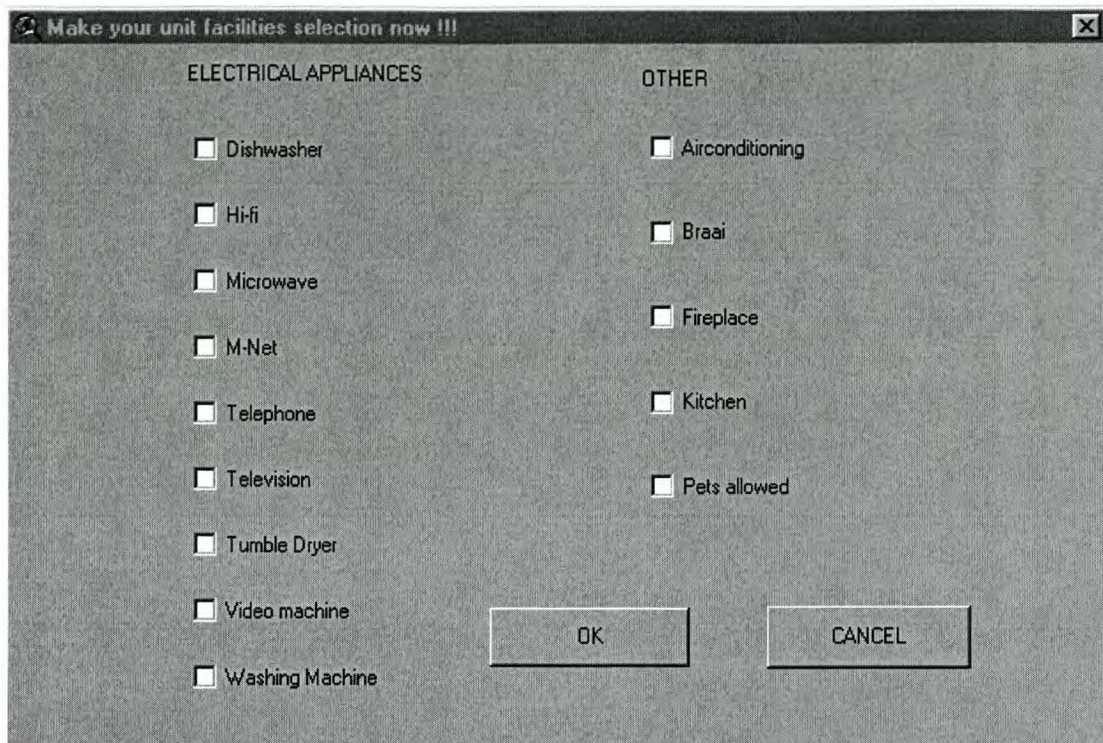 Make your unit facilities selection now !!!
ELECTRICAL APPLIANCES
Dishwasher
Hi-fi
Microwave
M-Net
Telephone
Television
Tumble Dryer
Video machine
Washing Machine
OTHER
Airconditioning
Braai
Fireplace
Kitchen
Pets allowed
OK
CANCEL